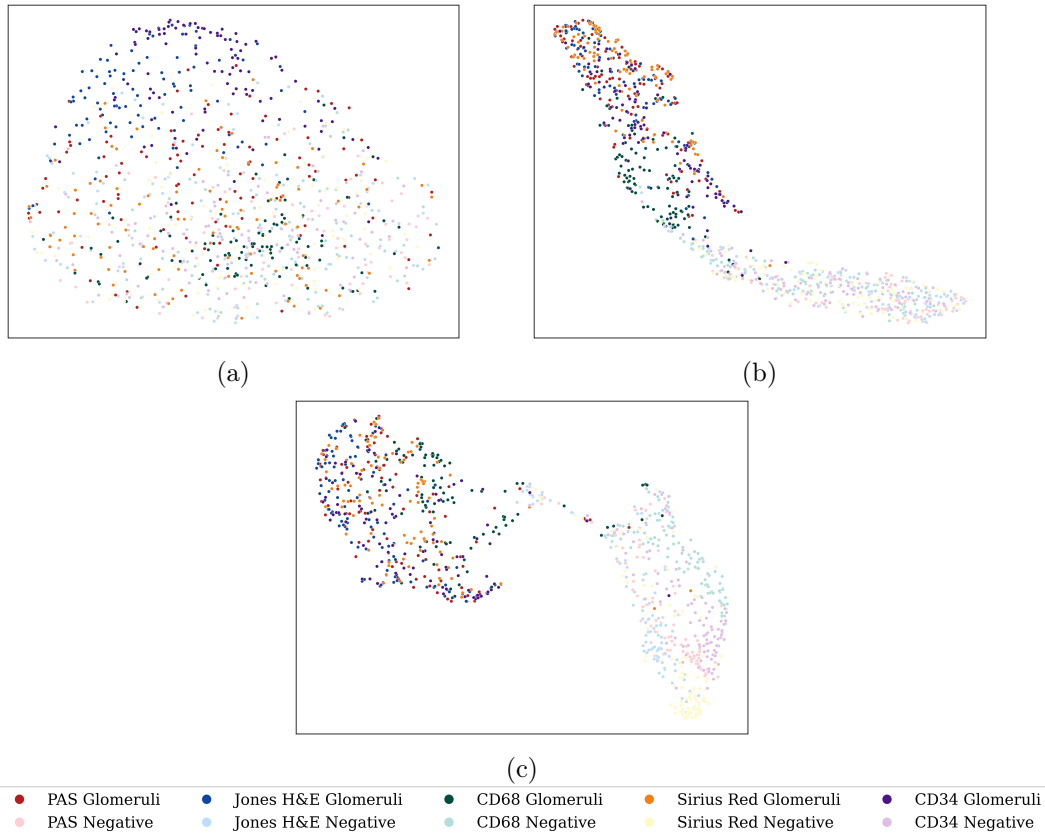 (a)
(b)
(c)
PAS Glomeruli Jones H&E Glomeruli CD68 Glomeruli Sirius Red Glomeruli CD34 Glomeruli
PAS Negative Jones H&E Negative CD68 Negative Sirius Red Negative CD34 Negative